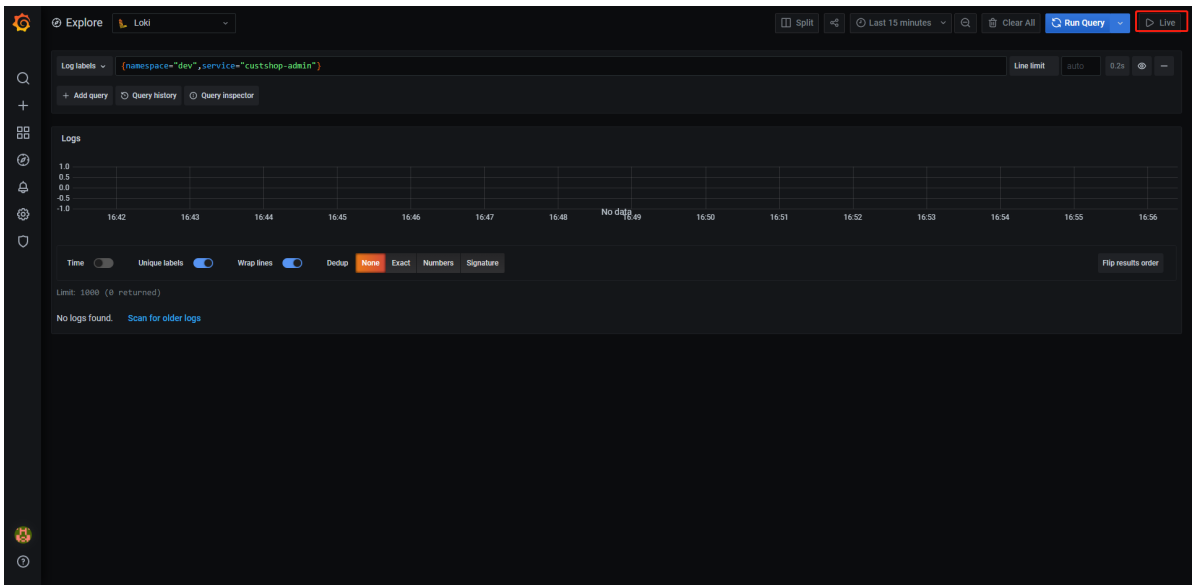 Explore Loki Split Last 15 minutes Clear All Run Query Live
Log labels {namespace="dev",service="custshop-admin"} Line limit auto 0.2s
+ Add query Query history Query inspector
Logs
1.0
0.5
0.0
-0.5
-1.0
No data
16:42 16:43 16:44 16:45 16:46 16:47 16:48 16:49 16:50 16:51 16:52 16:53 16:54 16:55 16:56
Time Unique labels Wrap lines Dedup None Exact Numbers Signature Flip results order
Limit: 1000 (0 returned)
No logs found. Scan for older logs